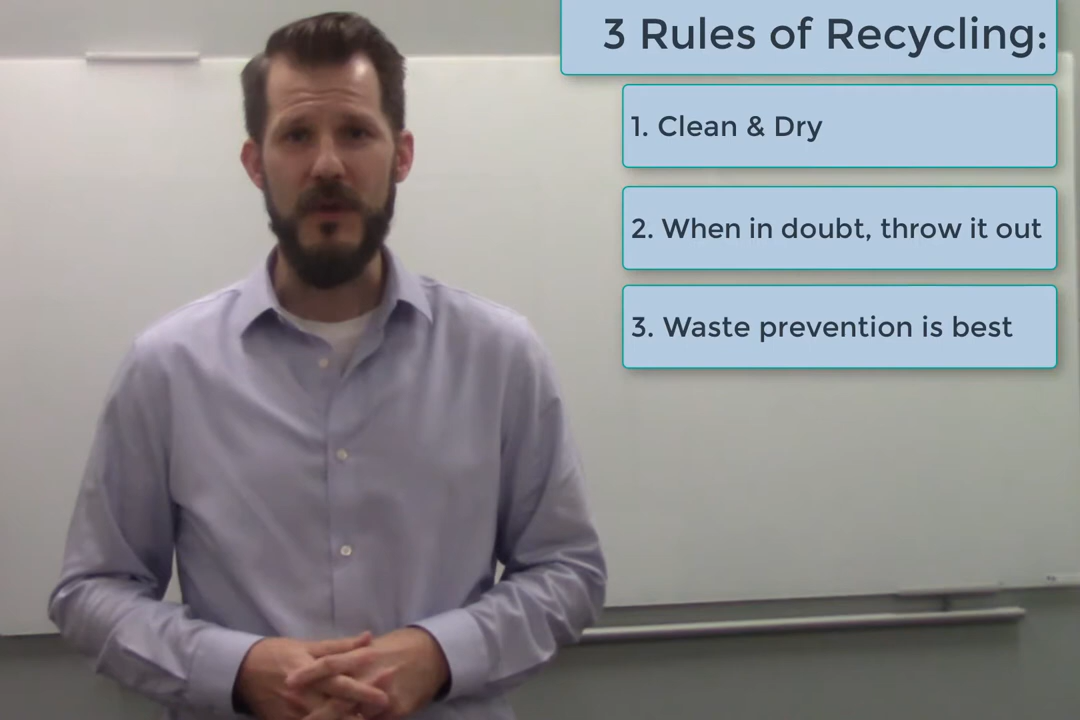 3 Rules of Recycling:
1. Clean & Dry
2. When in doubt, throw it out
3. Waste prevention is best